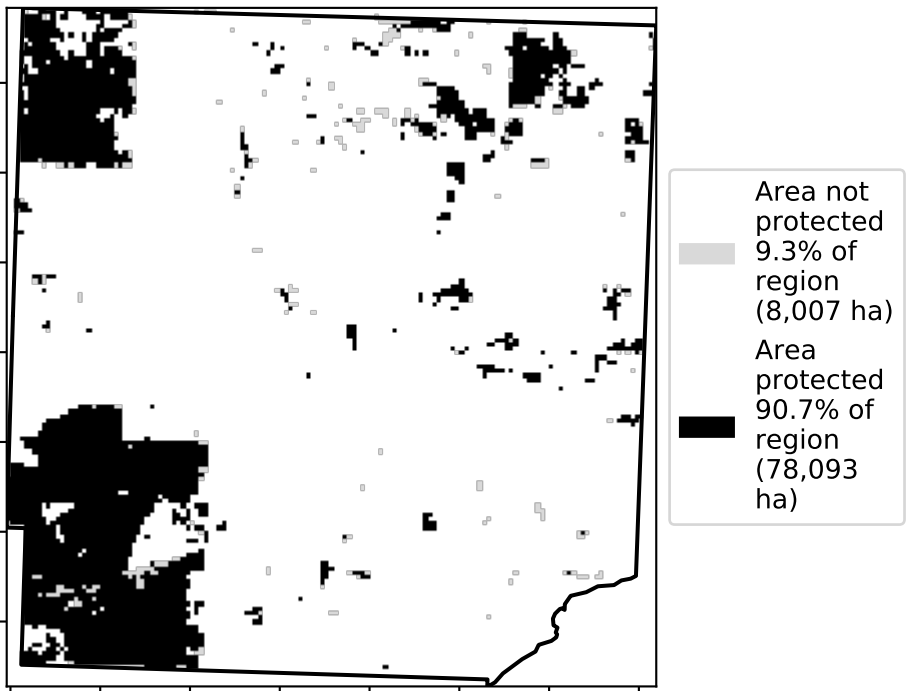 Area not
protected
9.3% of
region
(8,007 ha)
Area
protected
90.7% of
region
(78,093
ha)